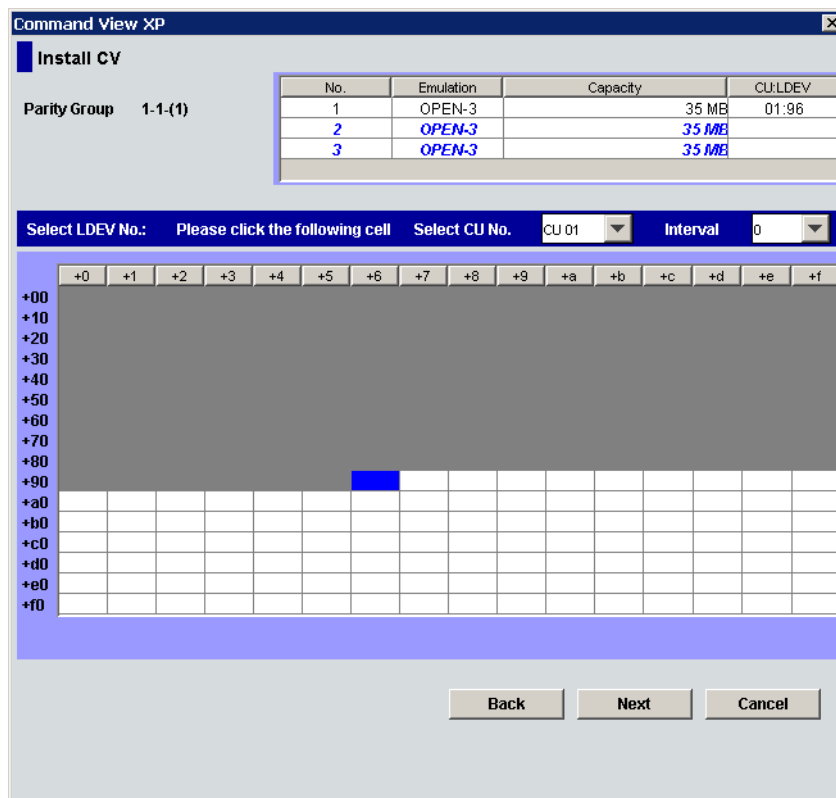 Command View XP
Install CV
Parity Group 1-1-(1)
No. Emulation Capacity CU:LDEV
1 OPEN-3 35 MB 01:96
2 OPEN-3 35 MB
3 OPEN-3 35 MB
Select LDEV No.: Please click the following cell Select CU No. CU 01 Interval 0
+0 +1 +2 +3 +4 +5 +6 +7 +8 +9 +a +b +c +d +e +f
+00
+10
+20
+30
+40
+50
+60
+70
+80
+90
+a0
+b0
+c0
+d0
+e0
+f0
Back Next Cancel